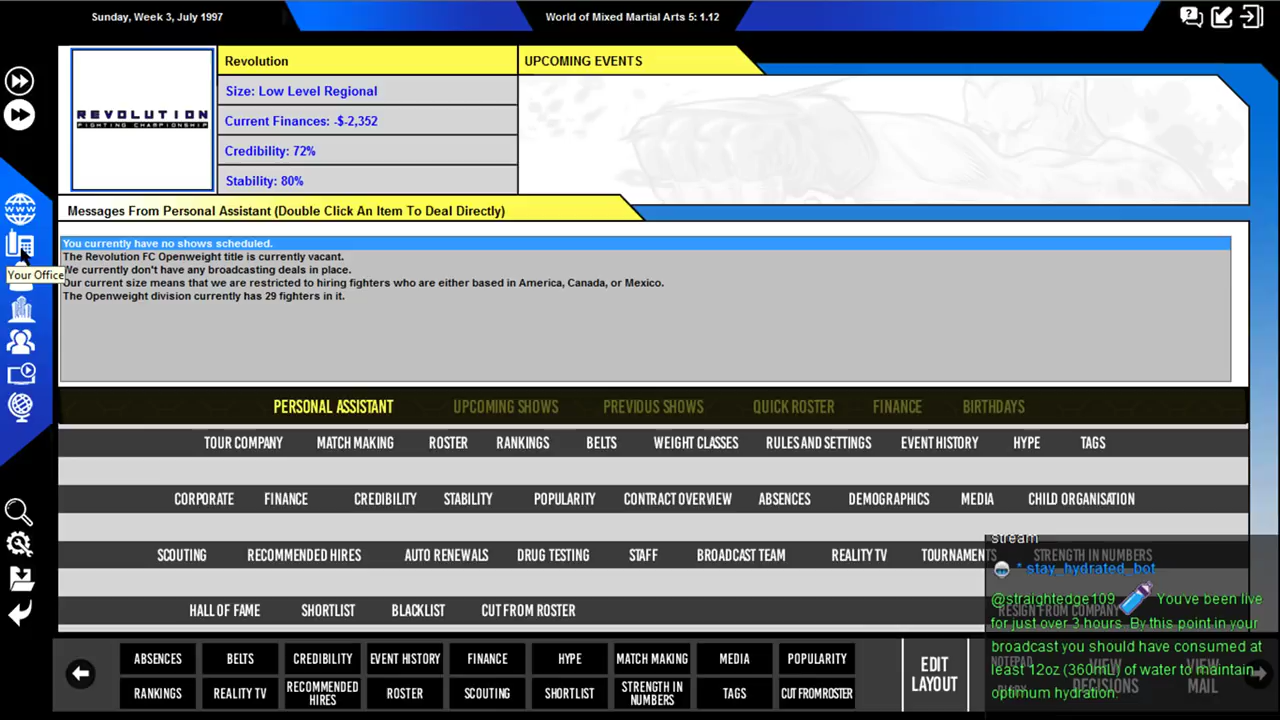 Sunday, Week 3, July 1997
World of Mixed Martial Arts 5: 1.12
Revolution
UPCOMING EVENTS
REVOLUTION
FIGHTING CHAMPIONSHIP
Size: Low Level Regional
Current Finances: -$-2,352
Credibility: 72%
Stability: 80%
Messages From Personal Assistant (Double Click An Item To Deal Directly)
You currently have no shows scheduled.
The Revolution FC Openweight title is currently vacant.
We currently don't have any broadcasting deals in place.
Your Office
Our current size means that we are restricted to hiring fighters who are either based in America, Canada, or Mexico.
The Openweight division currently has 29 fighters in it.
PERSONAL ASSISTANT UPCOMING SHOWS PREVIOUS SHOWS QUICK ROSTER FINANCE BIRTHDAYS
TOUR COMPANY MATCH MAKING ROSTER RANKINGS BELTS WEIGHT CLASSES RULES AND SETTINGS EVENT HISTORY HYPE TAGS
CORPORATE FINANCE CREDIBILITY STABILITY POPULARITY CONTRACT OVERVIEW ABSENCES DEMOGRAPHICS MEDIA CHILD ORGANISATION
SCOUTING RECOMMENDED HIRES AUTO RENEWALS DRUG TESTING STAFF BROADCAST TEAM REALITY TV TOURNAMENTS STRENGTH IN NUMBERS
HALL OF FAME SHORTLIST BLACKLIST CUT FROM ROSTER RESIGN FROM COMPANY
stream
* stay_hydrated_bot
@straightedge109 You've been live
for just over 3 hours. By this point in your
broadcast you should have consumed at
least 12oz (360mL) of water to maintain
optimum hydration.
ABSENCES BELTS CREDIBILITY EVENT HISTORY FINANCE HYPE MATCH MAKING MEDIA POPULARITY
RANKINGS REALITY TV RECOMMENDED HIRES ROSTER SCOUTING SHORTLIST STRENGTH IN NUMBERS TAGS CUT FROM ROSTER
EDIT LAYOUT
NOTEPAD
VIEW DECISIONS
VIEW MAIL